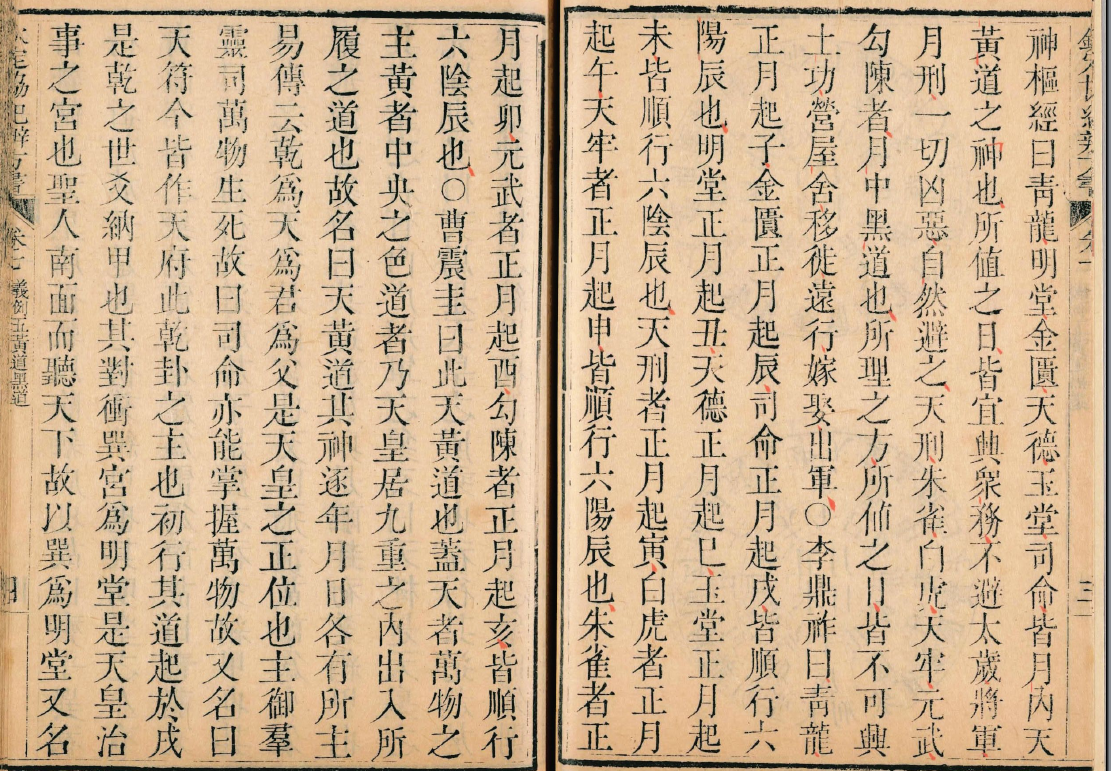 神樞經曰青龍明堂金匱天德玉堂司命皆月內天
黃道之神也所值之日皆宜興衆務不避太歲將軍
月刑一切凶惡自然避之天刑朱雀白虎天牢元武
勾陳者月中黑道也所理之方所值之日皆不可興
土功營屋舍移徙遠行嫁娶出軍○李鼎祚曰青龍
正月起子金匱正月起辰司命正月起戌皆順行六
陽辰也明堂正月起丑天德正月起巳玉堂正月起
未皆順行六陰辰也天刑者正月起寅白虎者正月
起午天牢者正月起申皆順行六陽辰也朱雀者正
月起卯元武者正月起酉勾陳者正月起亥皆順行
六陰辰也○曹震圭曰此天黃道也蓋天者萬物之
主黃者中央之色道者乃天皇居九重之內出入所
履之道也故名曰天黃道其神逐年月日各有所主
易傳云乾爲天爲君爲父是天皇之正位也主御羣
靈司萬物生死故曰司命亦能掌握萬物故又名曰
天符今皆作天府此乾卦之主也初行其道起於戌
是乾之世爻納甲也其對衝巽宮爲明堂是天皇治
事之宮也聖人南面而聽天下故以巽爲明堂又名
卷七 義例五黃道黑道